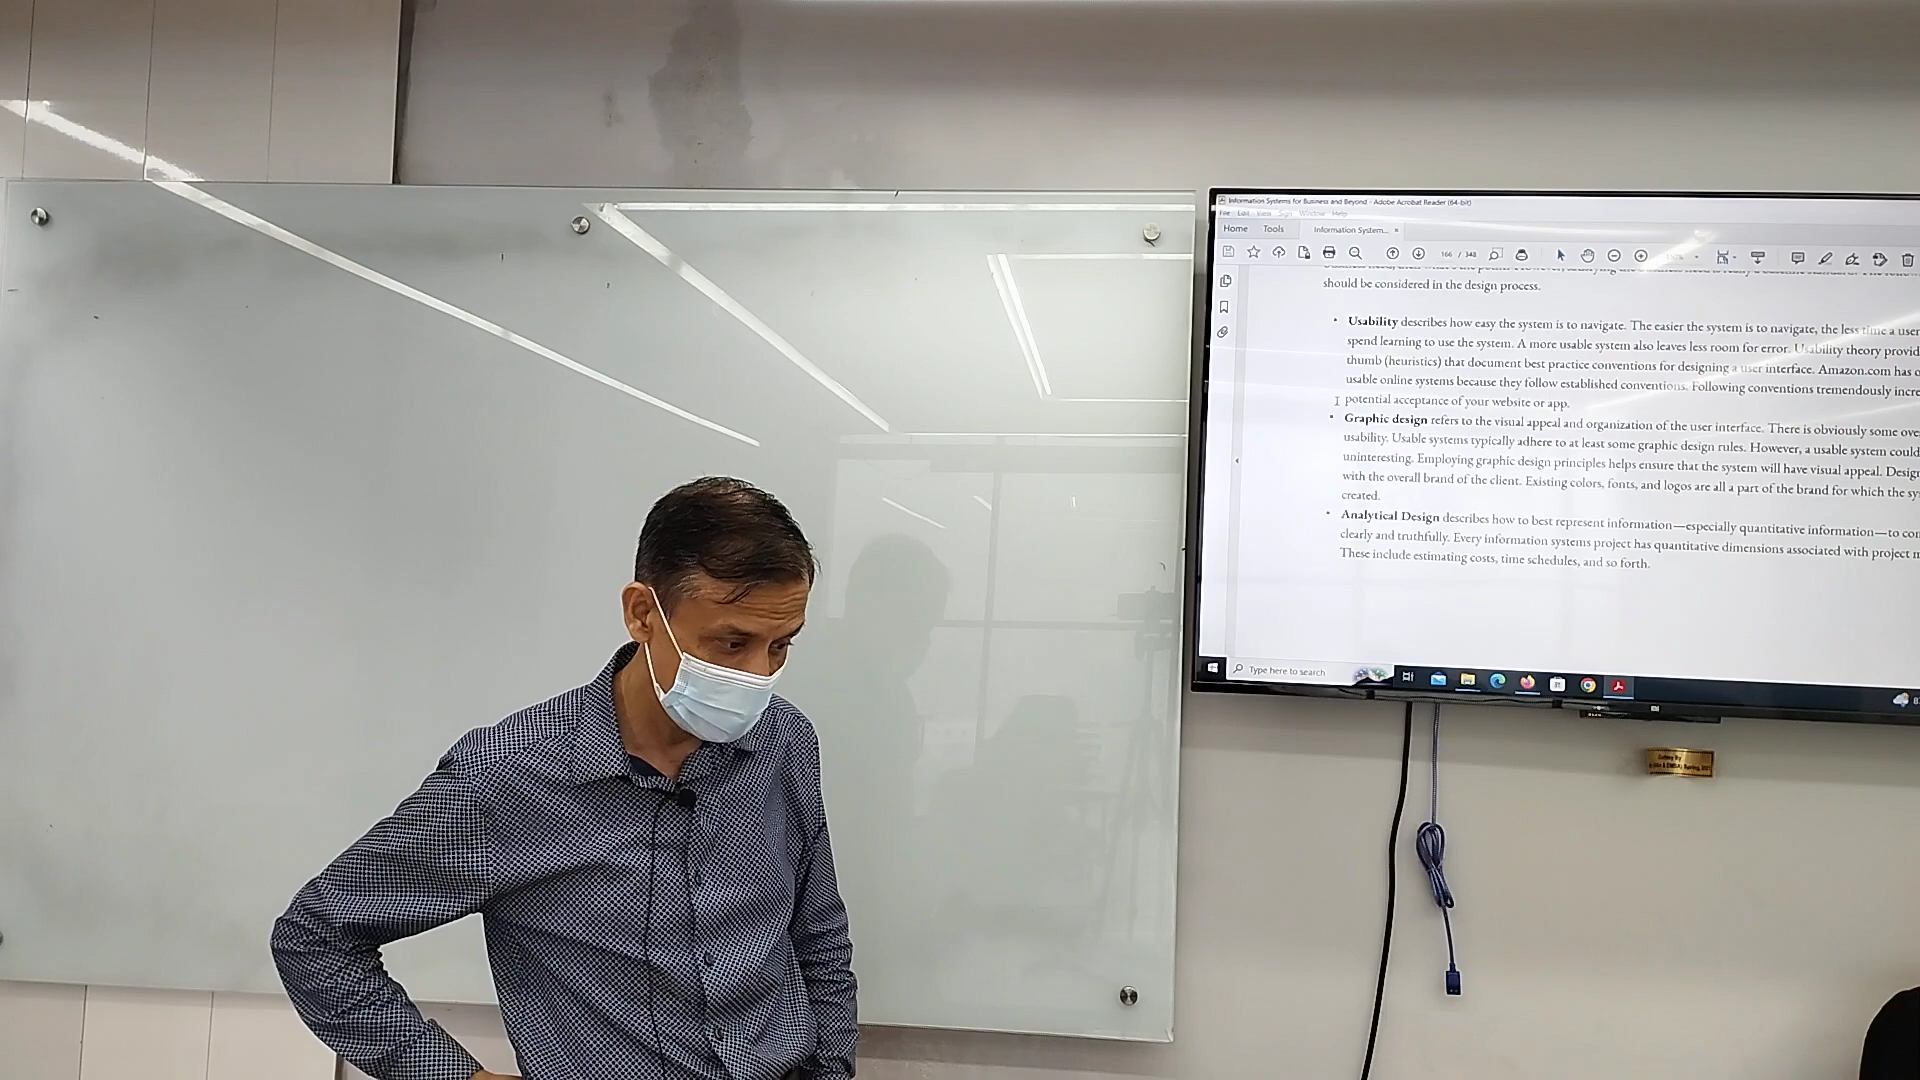 Information Systems for Business and Beyond - Adobe Acrobat Reader (64-bit)
File Edit View Sign Window Help
Home Tools Information System... ×
166 / 348
should be considered in the design process.
• Usability describes how easy the system is to navigate. The easier the system is to navigate, the less time a user
spend learning to use the system. A more usable system also leaves less room for error. Usability theory provid
thumb (heuristics) that document best practice conventions for designing a user interface. Amazon.com has o
usable online systems because they follow established conventions. Following conventions tremendously incre
potential acceptance of your website or app.
• Graphic design refers to the visual appeal and organization of the user interface. There is obviously some ove
usability. Usable systems typically adhere to at least some graphic design rules. However, a usable system could
uninteresting. Employing graphic design principles helps ensure that the system will have visual appeal. Design
with the overall brand of the client. Existing colors, fonts, and logos are all a part of the brand for which the sy
created.
• Analytical Design describes how to best represent information—especially quantitative information—to con
clearly and truthfully. Every information systems project has quantitative dimensions associated with project m
These include estimating costs, time schedules, and so forth.
Type here to search